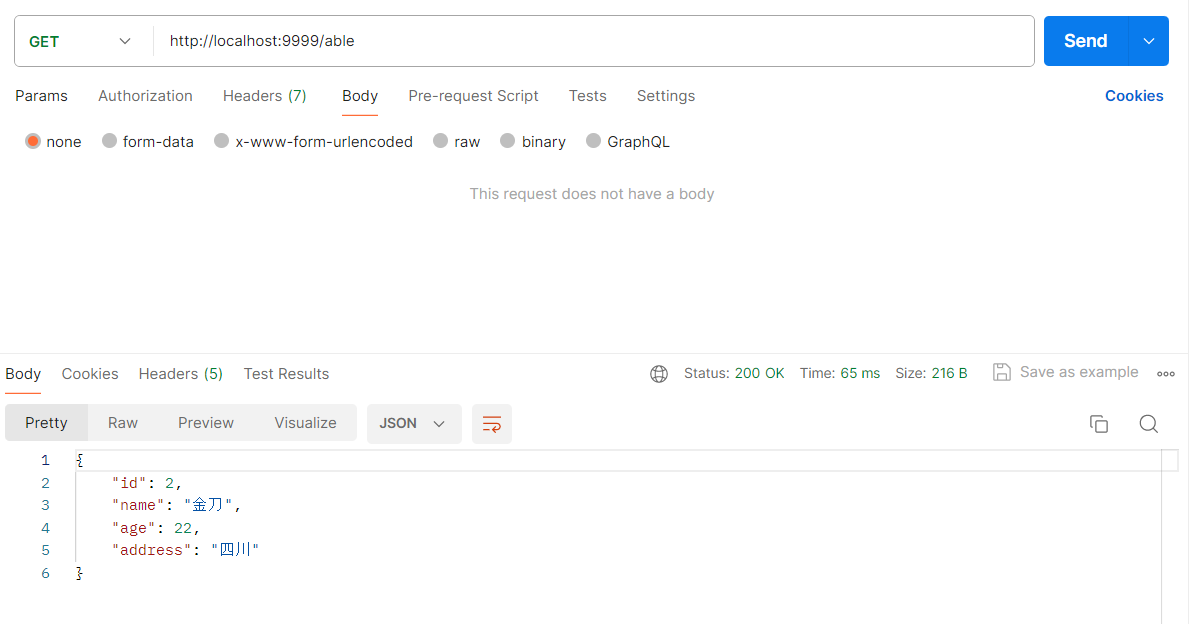 GET http://localhost:9999/able Send
Params Authorization Headers (7) Body Pre-request Script Tests Settings Cookies
none form-data x-www-form-urlencoded raw binary GraphQL
This request does not have a body
Body Cookies Headers (5) Test Results Status: 200 OK Time: 65 ms Size: 216 B Save as example
Pretty Raw Preview Visualize JSON
1 {
2 "id": 2,
3 "name": "金刀",
4 "age": 22,
5 "address": "四川"
6 }